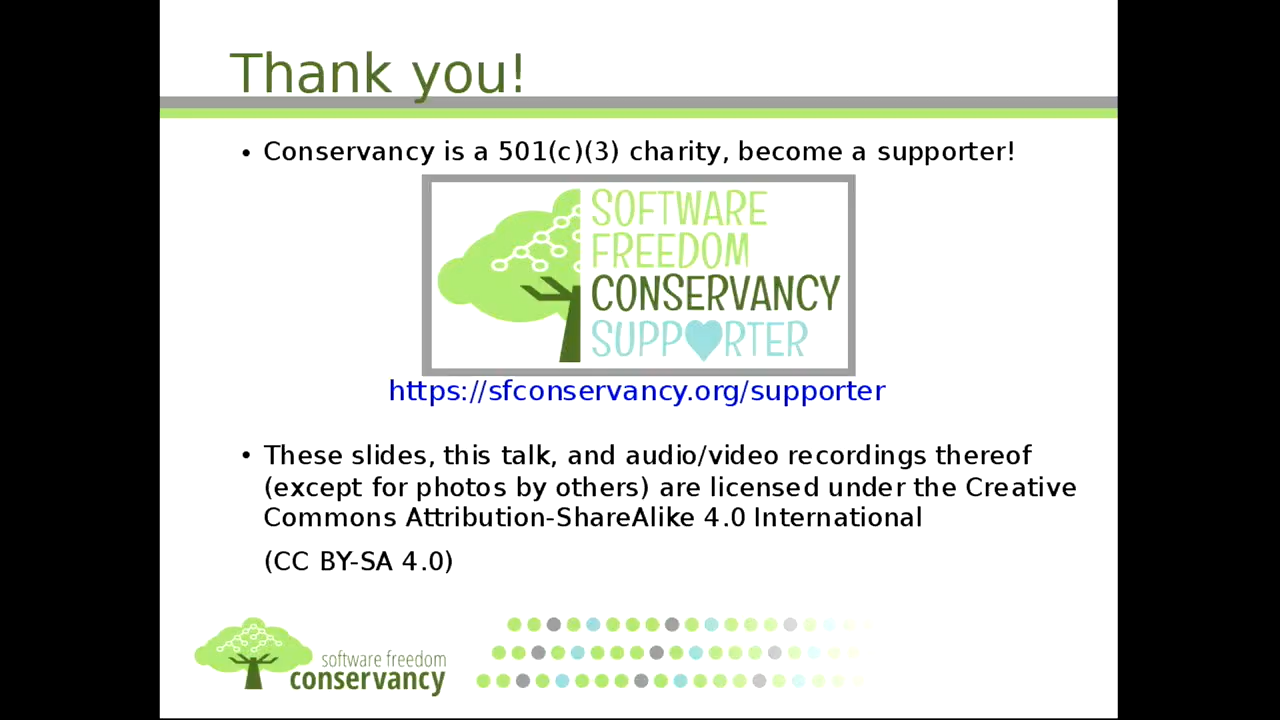 Thank you!
• Conservancy is a 501(c)(3) charity, become a supporter!
SOFTWARE
FREEDOM
CONSERVANCY
SUPP♥RTER
https://sfconservancy.org/supporter
• These slides, this talk, and audio/video recordings thereof
(except for photos by others) are licensed under the Creative
Commons Attribution-ShareAlike 4.0 International
(CC BY-SA 4.0)
software freedom
conservancy